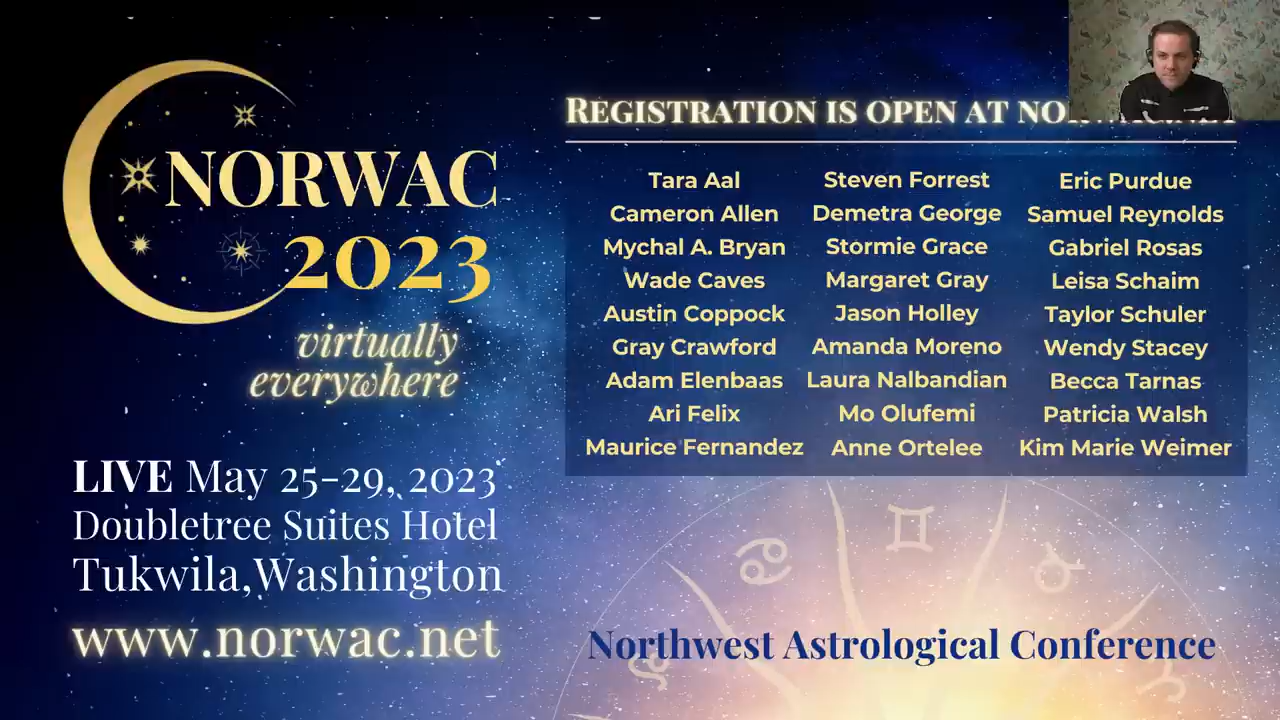 NORWAC
2023
virtually
everywhere
LIVE May 25-29, 2023
Doubletree Suites Hotel
Tukwila,Washington
www.norwac.net
REGISTRATION IS OPEN AT
Tara Aal
Cameron Allen
Mychal A. Bryan
Wade Caves
Austin Coppock
Gray Crawford
Adam Elenbaas
Ari Felix
Maurice Fernandez
Steven Forrest
Demetra George
Stormie Grace
Margaret Gray
Jason Holley
Amanda Moreno
Laura Nalbandian
Mo Olufemi
Anne Ortelee
Eric Purdue
Samuel Reynolds
Gabriel Rosas
Leisa Schaim
Taylor Schuler
Wendy Stacey
Becca Tarnas
Patricia Walsh
Kim Marie Weimer
Northwest Astrological Conference